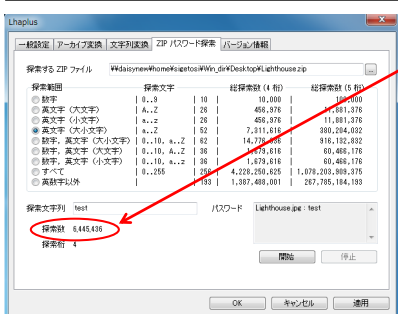 Lhaplus
一般設定 アーカイブ変換 文字列変換 ZIP パスワード探索 バージョン情報
探索する ZIP ファイル ¥¥daisynew¥home¥sigetosi¥Win_dir¥Desktop¥Lighthouse.zip ...
探索範囲 探索文字 総探索数 (4 桁) 総探索数 (5 桁)
数字 | 0..9 | 10 | 10,000 | 100,000
英文字 (大文字) | A..Z | 26 | 456,976 | 11,881,376
英文字 (小文字) | a..z | 26 | 456,976 | 11,881,376
英文字 (大小文字) | a..Z | 52 | 7,311,616 | 380,204,032
数字, 英文字 (大小文字) | 0..10, a..Z | 62 | 14,776,336 | 916,132,832
数字, 英文字 (大文字) | 0..10, A..Z | 36 | 1,679,616 | 60,466,176
数字, 英文字 (小文字) | 0..10, a..z | 36 | 1,679,616 | 60,466,176
すべて | 0..255 | 256 | 4,228,250,625 | 1,078,203,909,375
英数字以外 | | 193 | 1,387,488,001 | 267,785,184,193
探索文字列 test パスワード Lighthouse.jpg : test
探索数 6,445,436
探索桁 4
開始 停止
OK キャンセル 適用